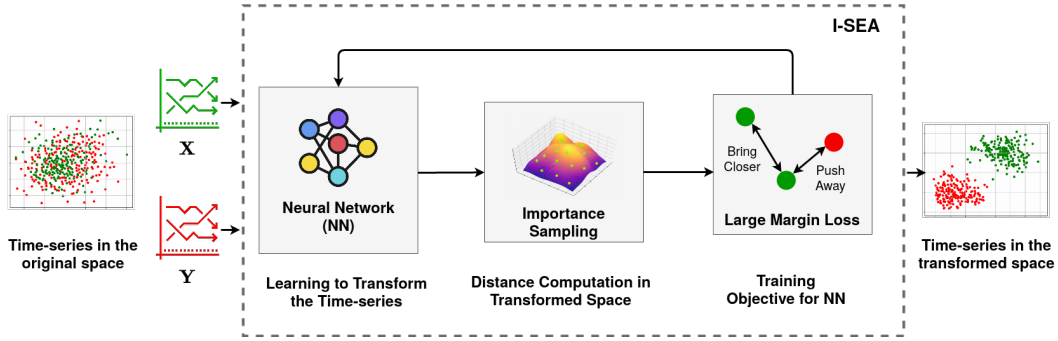 I-SEA
X
Y
Time-series in the
original space
Neural Network
(NN)
Learning to Transform
the Time-series
Importance
Sampling
Distance Computation in
Transformed Space
Bring
Closer
Push
Away
Large Margin Loss
Training
Objective for NN
Time-series in the
transformed space